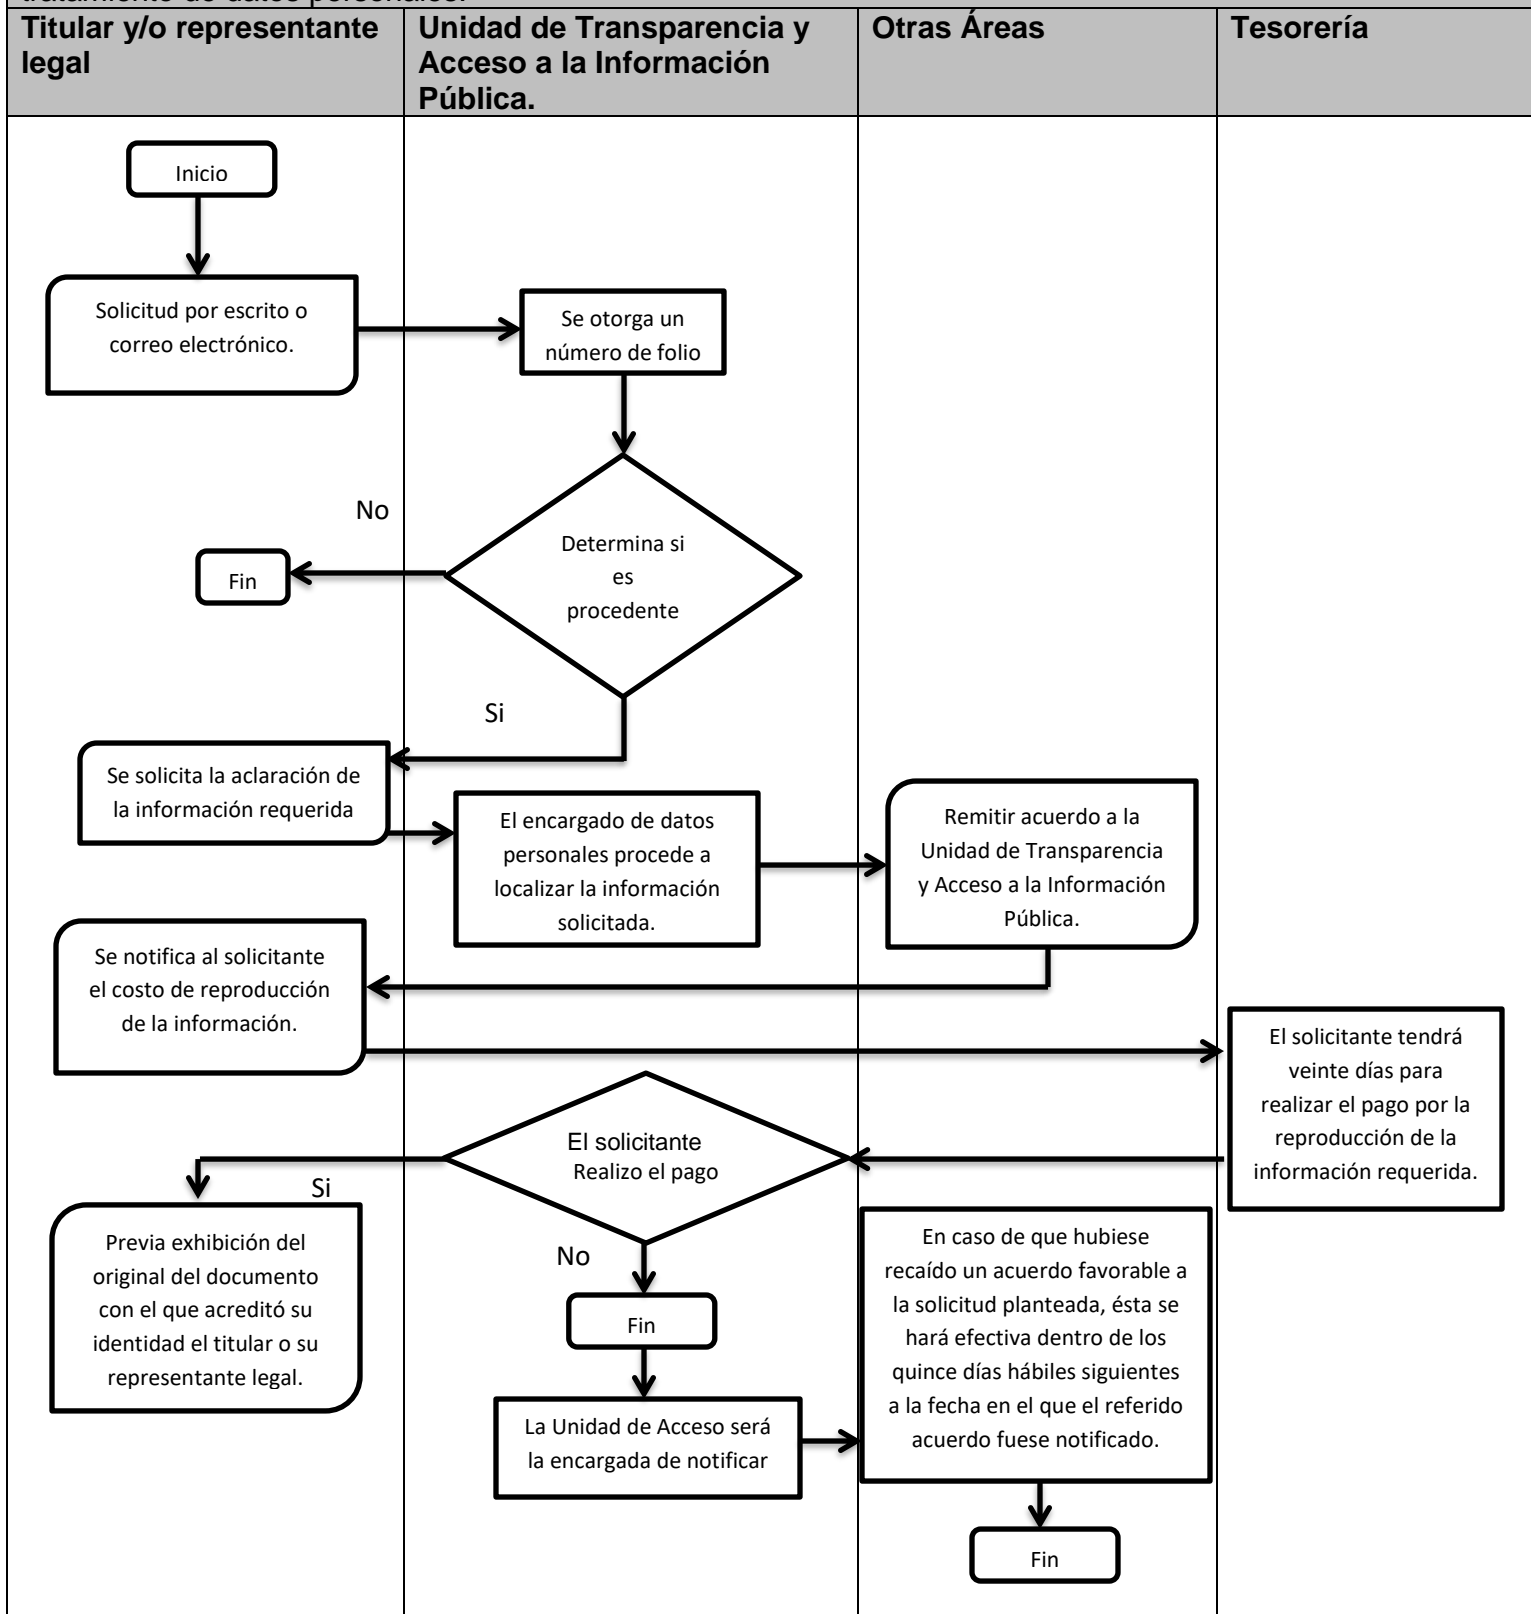 tratamiento de datos personales.
Titular y/o representante
legal
Unidad de Transparencia y
Acceso a la Información
Pública.
Otras Áreas
Tesorería
Inicio
Solicitud por escrito o
correo electrónico.
Se otorga un
número de folio
No
Determina si
es
procedente
Fin
Si
Se solicita la aclaración de
la información requerida
El encargado de datos
personales procede a
localizar la información
solicitada.
Remitir acuerdo a la
Unidad de Transparencia
y Acceso a la Información
Pública.
Se notifica al solicitante
el costo de reproducción
de la información.
El solicitante tendrá
veinte días para
realizar el pago por la
reproducción de la
información requerida.
El solicitante
Realizo el pago
Si
No
Previa exhibición del
original del documento
con el que acreditó su
identidad el titular o su
representante legal.
Fin
La Unidad de Acceso será
la encargada de notificar
En caso de que hubiese
recaído un acuerdo favorable a
la solicitud planteada, ésta se
hará efectiva dentro de los
quince días hábiles siguientes
a la fecha en el que el referido
acuerdo fuese notificado.
Fin